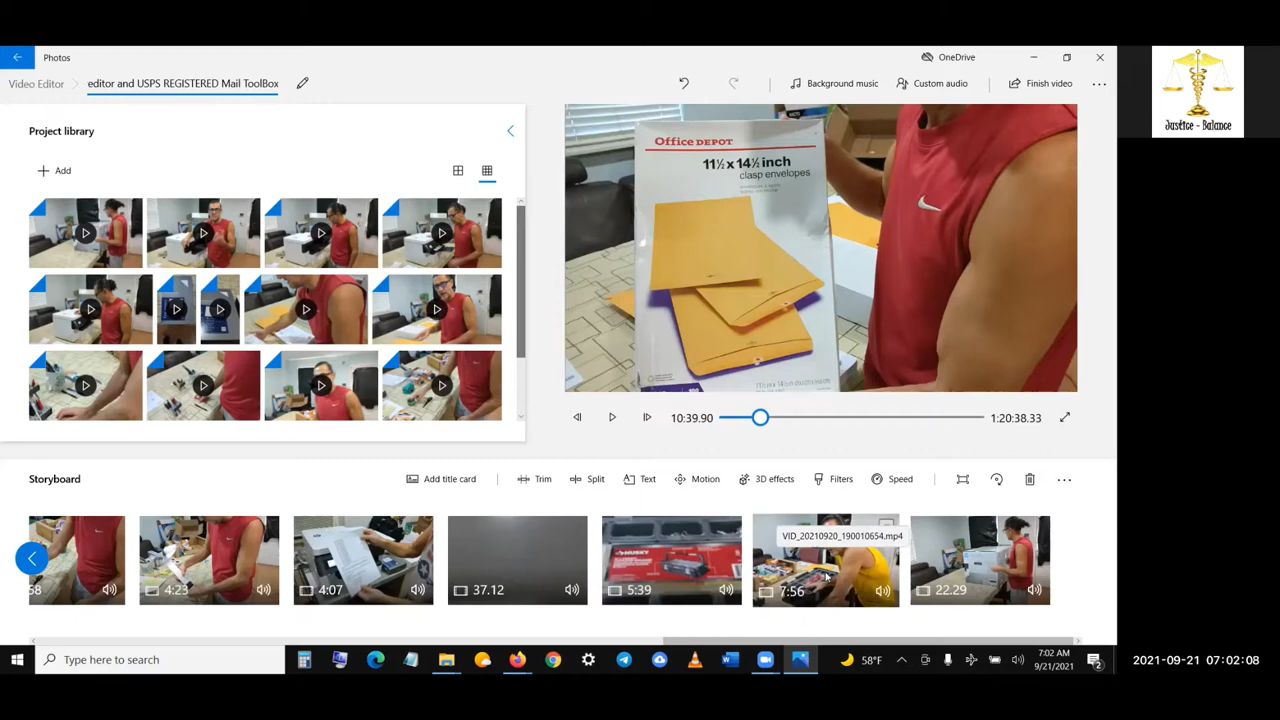 Photos
OneDrive
Video Editor
editor and USPS REGISTERED Mail ToolBox
Background music
Custom audio
Finish video
Project library
Add
Office DEPOT
11½ x 14½ inch
clasp envelopes
10:39.90
1:20:38.33
Storyboard
Add title card
Trim
Split
Text
Motion
3D effects
Filters
Speed
VID_20210920_190010654.mp4
HUSKY
58
4:23
4:07
37.12
5:39
7:56
22.29
Type here to search
58°F
7:02 AM
9/21/2021
2
Justice - Balance
2021-09-21 07:02:08